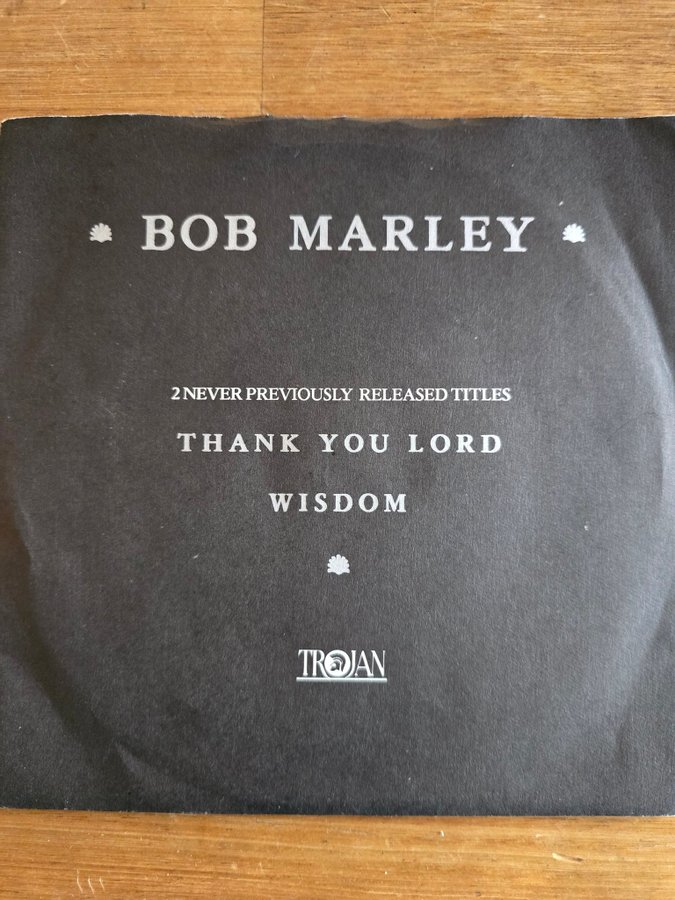 BOB MARLEY
2 NEVER PREVIOUSLY RELEASED TITLES
THANK YOU LORD
WISDOM
TROJAN